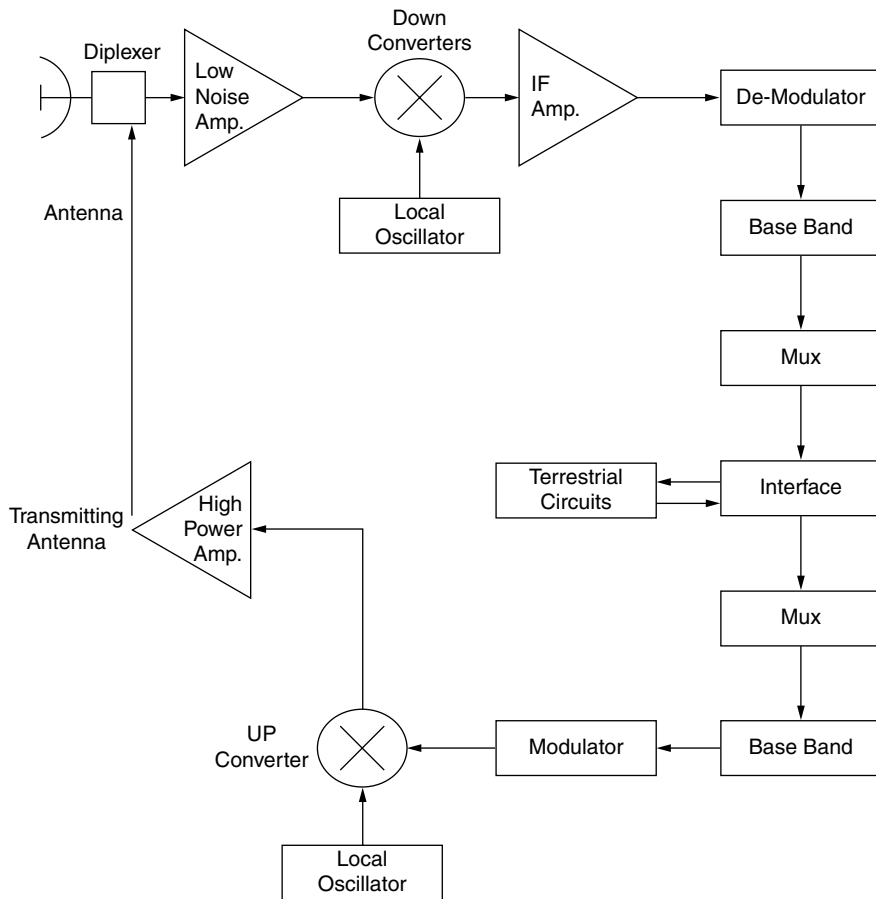 Down
Converters
Diplexer
Low
Noise
Amp.
IF
Amp.
De-Modulator
Antenna
Local
Oscillator
Base Band
Mux
Terrestrial
Circuits
Interface
Transmitting
Antenna
High
Power
Amp.
Mux
UP
Converter
Modulator
Base Band
Local
Oscillator